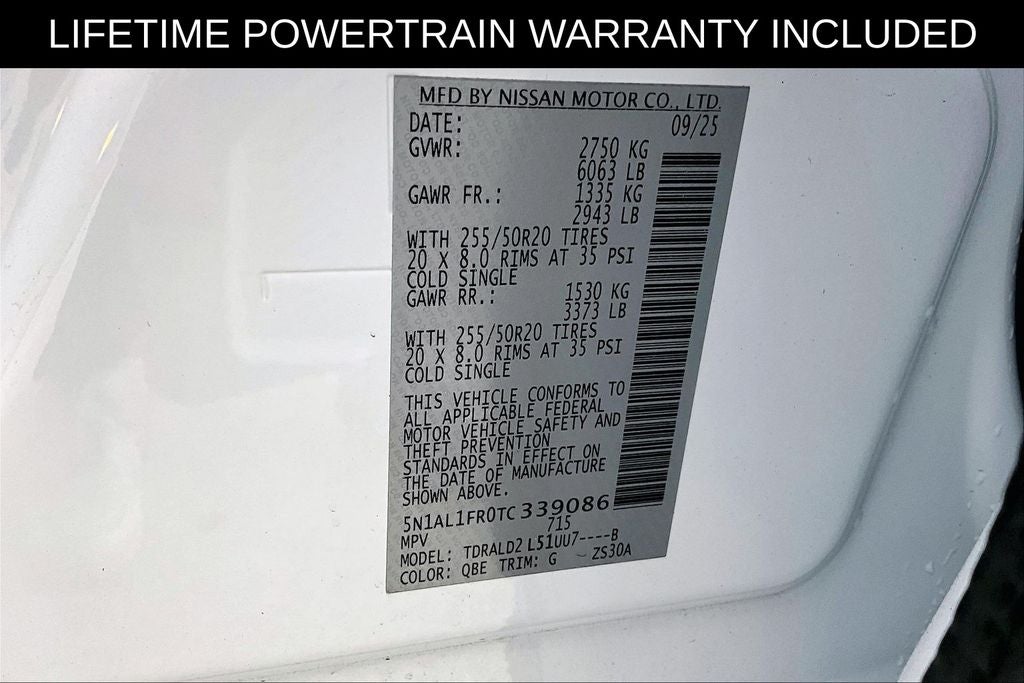 LIFETIME POWERTRAIN WARRANTY INCLUDED
MFD BY NISSAN MOTOR CO., LTD.
DATE: 09/25
GVWR: 2750 KG
6063 LB
GAWR FR.: 1335 KG
2943 LB
WITH 255/50R20 TIRES
20 X 8.0 RIMS AT 35 PSI
COLD SINGLE
GAWR RR.: 1530 KG
3373 LB
WITH 255/50R20 TIRES
20 X 8.0 RIMS AT 35 PSI
COLD SINGLE
THIS VEHICLE CONFORMS TO
ALL APPLICABLE FEDERAL
MOTOR VEHICLE SAFETY AND
THEFT PREVENTION
STANDARDS IN EFFECT ON
THE DATE OF MANUFACTURE
SHOWN ABOVE.
5N1AL1FR0TC339086
MPV 715
MODEL: TDRALD2 L51UU7----B
COLOR: QBE TRIM: G ZS30A